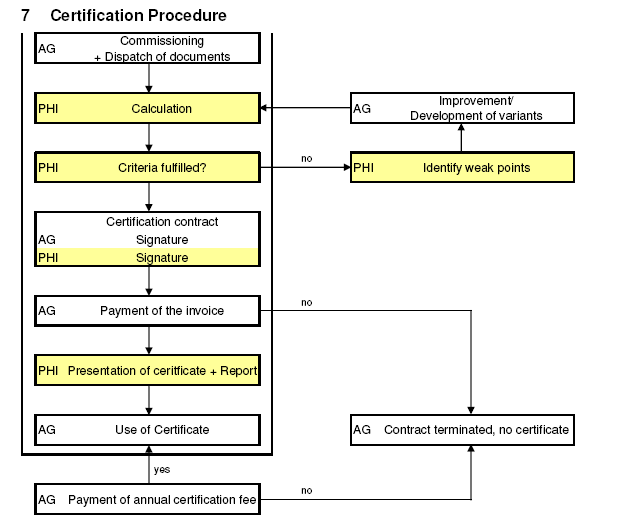 7 Certification Procedure
AG Commissioning
+ Dispatch of documents
PHI Calculation
AG Improvement/
Development of variants
PHI Criteria fulfilled?
no
PHI Identify weak points
Certification contract
AG Signature
PHI Signature
AG Payment of the invoice
no
PHI Presentation of ceritficate + Report
AG Use of Certificate
AG Contract terminated, no certificate
yes
AG Payment of annual certification fee
no